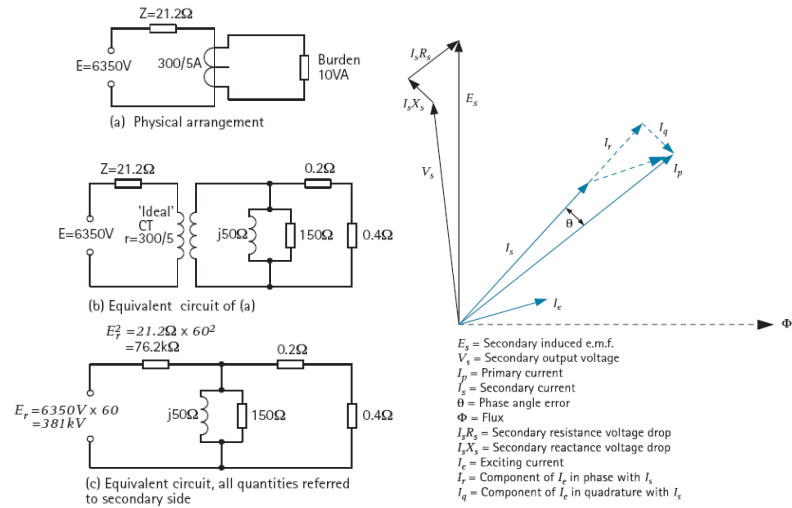 Z=21.2Ω
E=6350V
300/5A
Burden
10VA
(a) Physical arrangement
Z=21.2Ω
0.2Ω
E=6350V
'Ideal'
CT
r=300/5
j50Ω
150Ω
0.4Ω
(b) Equivalent circuit of (a)
E²ᵣ =21.2Ω x 60²
=76.2kΩ
0.2Ω
Eᵣ =6350V x 60
=381kV
j50Ω
150Ω
0.4Ω
(c) Equivalent circuit, all quantities referred
to secondary side
IₛRₛ
IₛXₛ
Eₛ
Vₛ
Iᵣ
I_q
Iₚ
θ
Iₛ
Iₑ
Φ
Eₛ = Secondary induced e.m.f.
Vₛ = Secondary output voltage
Iₚ = Primary current
Iₛ = Secondary current
θ = Phase angle error
Φ = Flux
IₛRₛ = Secondary resistance voltage drop
IₛXₛ = Secondary reactance voltage drop
Iₑ = Exciting current
Iᵣ = Component of Iₑ in phase with Iₛ
I_q = Component of Iₑ in quadrature with Iₛ